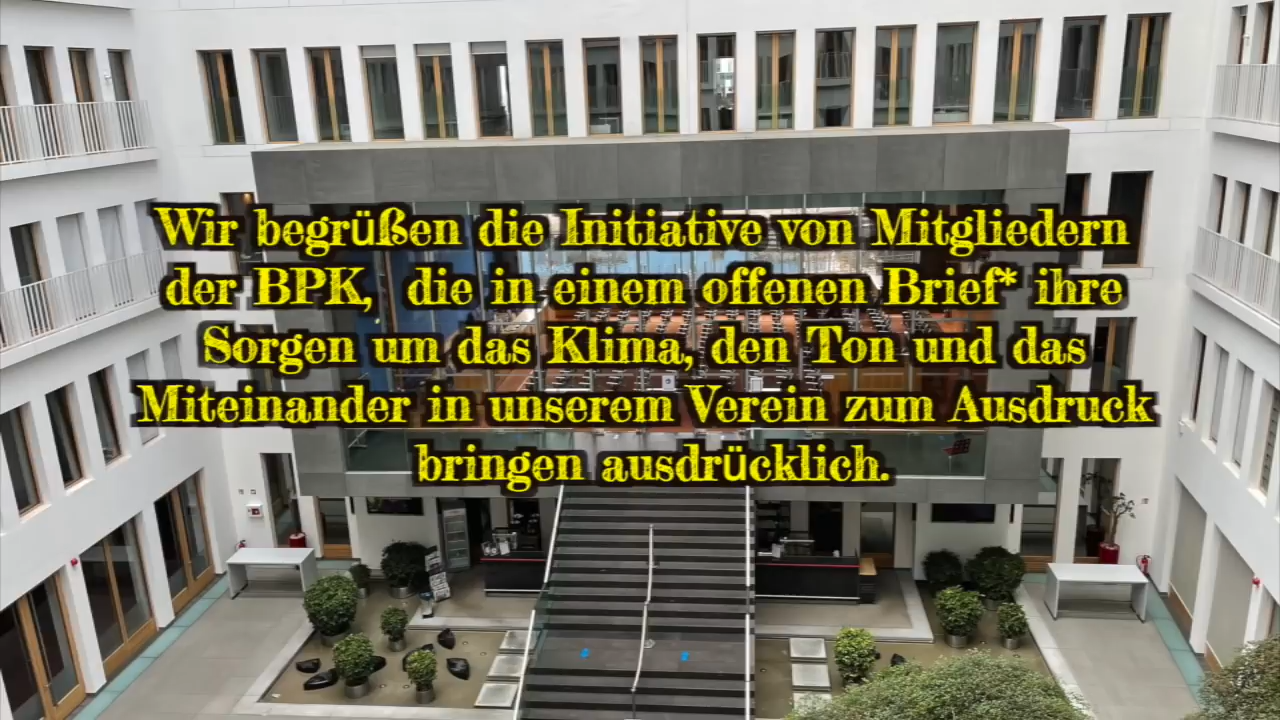 Wir begrüßen die Initiative von Mitgliedern
der BPK, die in einem offenen Brief* ihre
Sorgen um das Klima, den Ton und das
Miteinander in unserem Verein zum Ausdruck
bringen ausdrücklich.